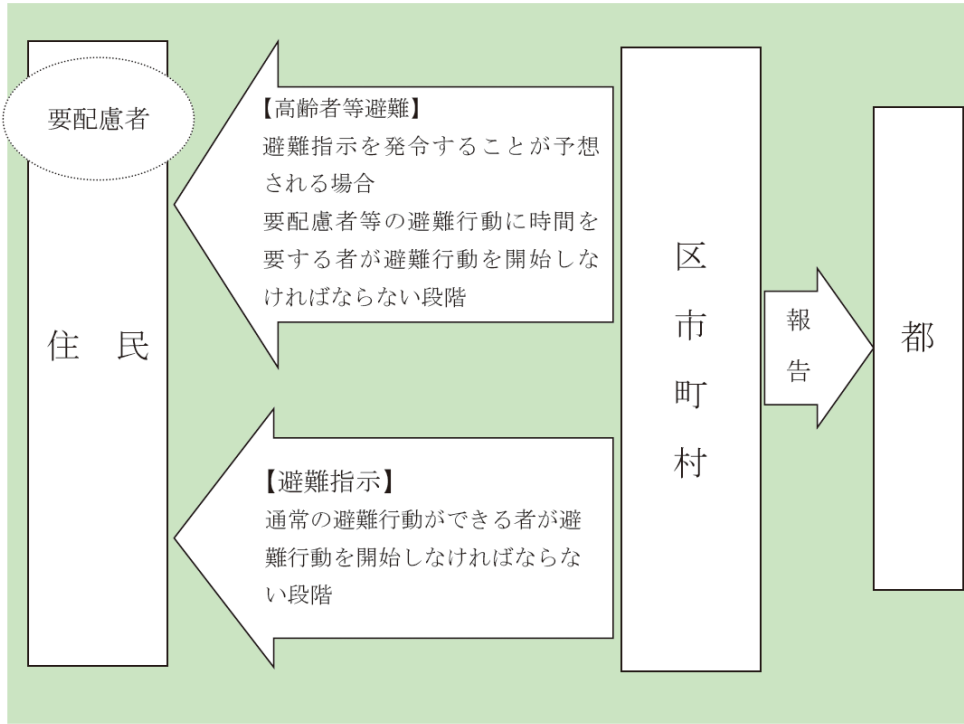 要配慮者
住民
【高齢者等避難】
避難指示を発令することが予想
される場合
要配慮者等の避難行動に時間を
要する者が避難行動を開始しな
ければならない段階
【避難指示】
通常の避難行動ができる者が避
難行動を開始しなければならな
い段階
区市町村
報告
都